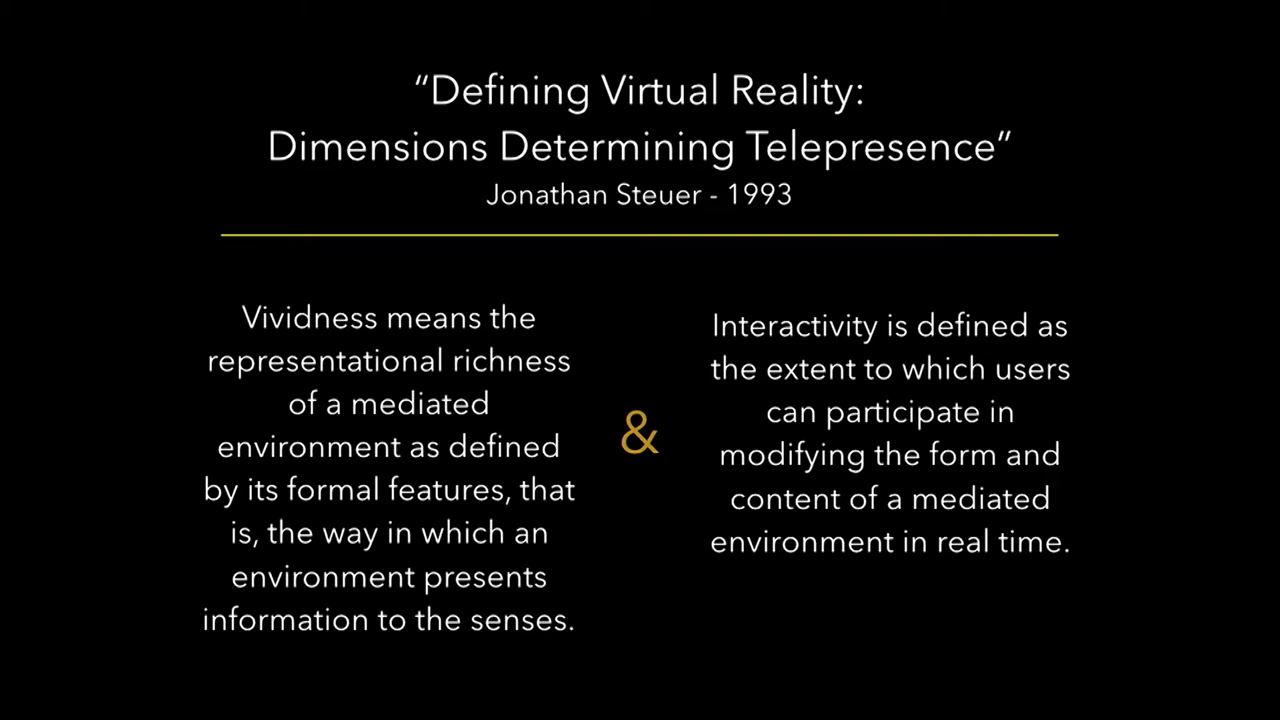 “Defining Virtual Reality:
Dimensions Determining Telepresence”
Jonathan Steuer - 1993
Vividness means the
representational richness
of a mediated
environment as defined
by its formal features, that
is, the way in which an
environment presents
information to the senses.
&
Interactivity is defined as
the extent to which users
can participate in
modifying the form and
content of a mediated
environment in real time.